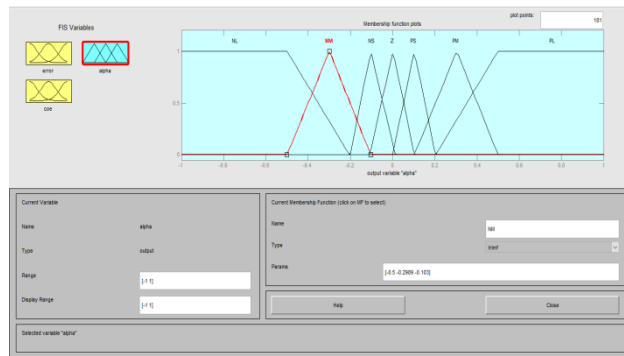 FIS Variables
Membership function plots
plot points:
181
error
alpha
coe
NL
NM
NS
Z
PS
PM
PL
1
0.5
0
-1
-0.8
-0.6
-0.4
-0.2
0
0.2
0.4
0.6
0.8
1
output variable "alpha"
Current Variable
Name
alpha
Type
output
Range
[-1 1]
Display Range
[-1 1]
Current Membership Function (click on MF to select)
Name
NM
Type
trimf
Params
[-0.5 -0.2989 -0.103]
Help
Close
Selected variable "alpha"